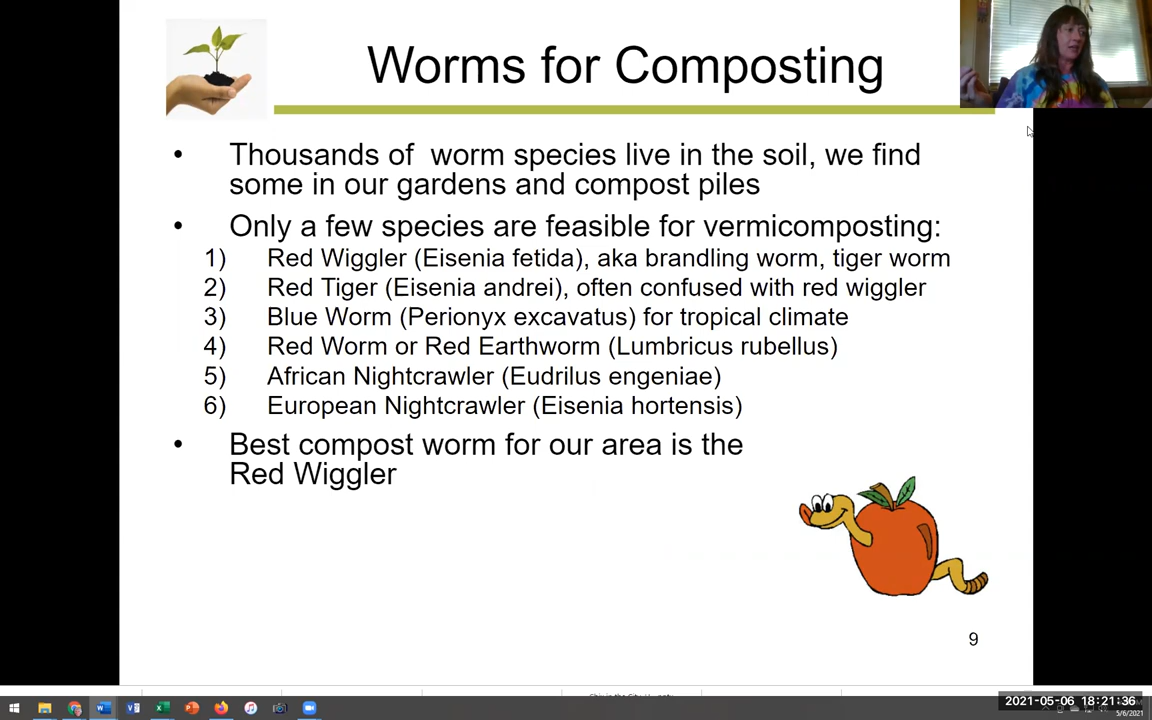 Worms for Composting
• Thousands of worm species live in the soil, we find
some in our gardens and compost piles
• Only a few species are feasible for vermicomposting:
1) Red Wiggler (Eisenia fetida), aka brandling worm, tiger worm
2) Red Tiger (Eisenia andrei), often confused with red wiggler
3) Blue Worm (Perionyx excavatus) for tropical climate
4) Red Worm or Red Earthworm (Lumbricus rubellus)
5) African Nightcrawler (Eudrilus engeniae)
6) European Nightcrawler (Eisenia hortensis)
• Best compost worm for our area is the
Red Wiggler
9
2021-05-06 18:21:36
5/6/2021